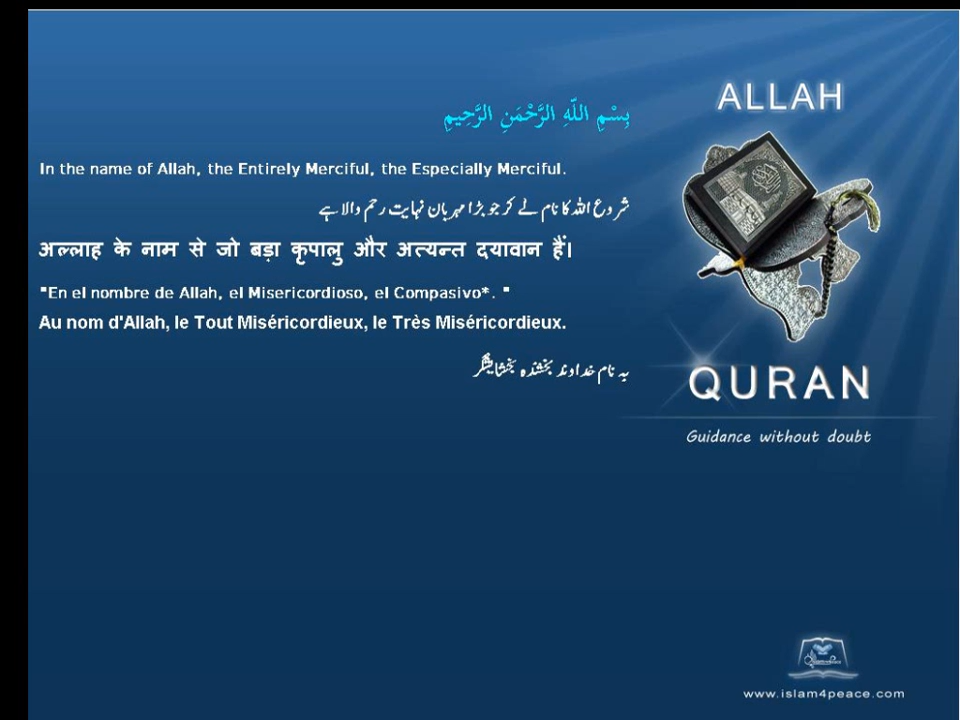 بِسْمِ اللَّهِ الرَّحْمَنِ الرَّحِيمِ
In the name of Allah, the Entirely Merciful, the Especially Merciful.
شروع الله کا نام لے کر جو بڑا مہربان نہایت رحم والا ہے
अल्लाह के नाम से जो बड़ा कृपालु और अत्यन्त दयावान हैं।
"En el nombre de Allah, el Misericordioso, el Compasivo*. "
Au nom d'Allah, le Tout Miséricordieux, le Très Miséricordieux.
به نام خداوند بخشنده بخشایشگر
ALLAH
QURAN
Guidance without doubt
www.islam4peace.com